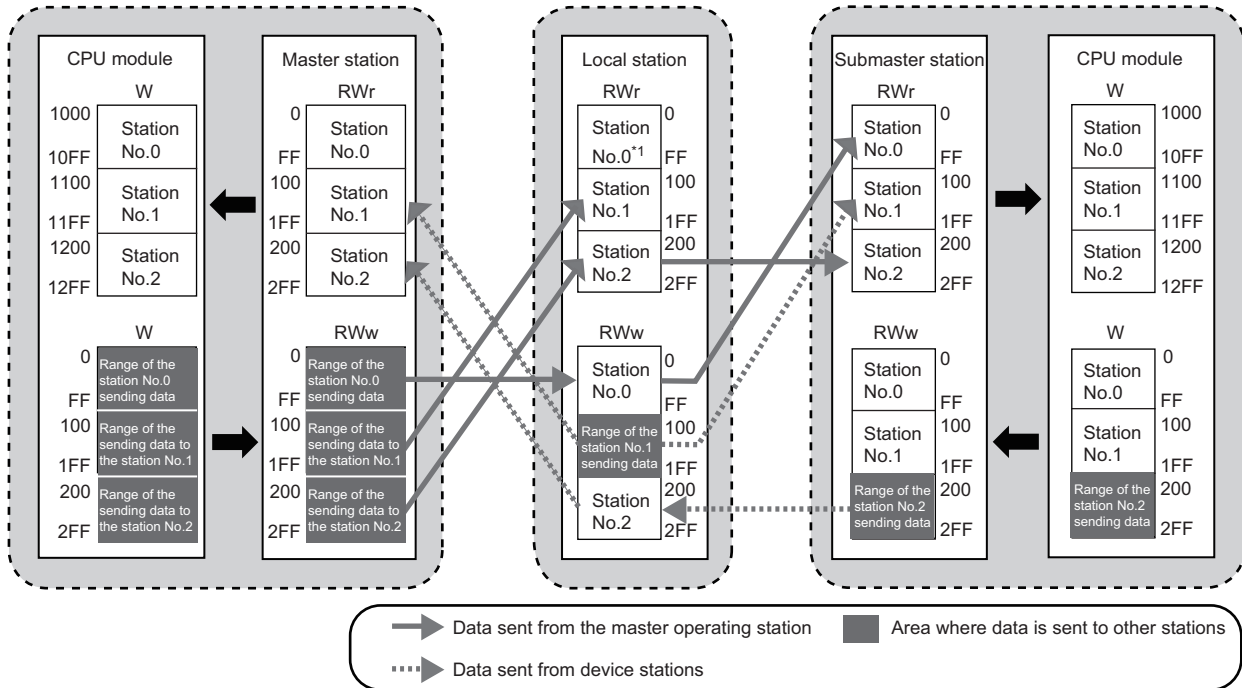 CPU module
W
1000
Station
No.0
10FF
1100
Station
No.1
11FF
1200
Station
No.2
12FF
W
0
Range of the
station No.0
sending data
FF
100
Range of the
sending data to
the station No.1
1FF
200
Range of the
sending data to
the station No.2
2FF
Master station
RWr
0
Station
No.0
FF
100
Station
No.1
1FF
200
Station
No.2
2FF
RWw
0
Range of the
station No.0
sending data
FF
100
Range of the
sending data to
the station No.1
1FF
200
Range of the
sending data to
the station No.2
2FF
Local station
RWr
0
Station
No.0*1
FF
100
Station
No.1
1FF
200
Station
No.2
2FF
RWw
0
Station
No.0
FF
100
Range of the
station No.1
sending data
1FF
200
Station
No.2
2FF
Submaster station
RWr
0
Station
No.0
FF
100
Station
No.1
1FF
200
Station
No.2
2FF
RWw
0
Station
No.0
FF
100
Station
No.1
1FF
200
Range of the
station No.2
sending data
2FF
CPU module
W
1000
Station
No.0
10FF
1100
Station
No.1
11FF
1200
Station
No.2
12FF
W
0
Station
No.0
FF
100
Station
No.1
1FF
200
Range of the
station No.2
sending data
2FF
Data sent from the master operating station
Area where data is sent to other stations
Data sent from device stations